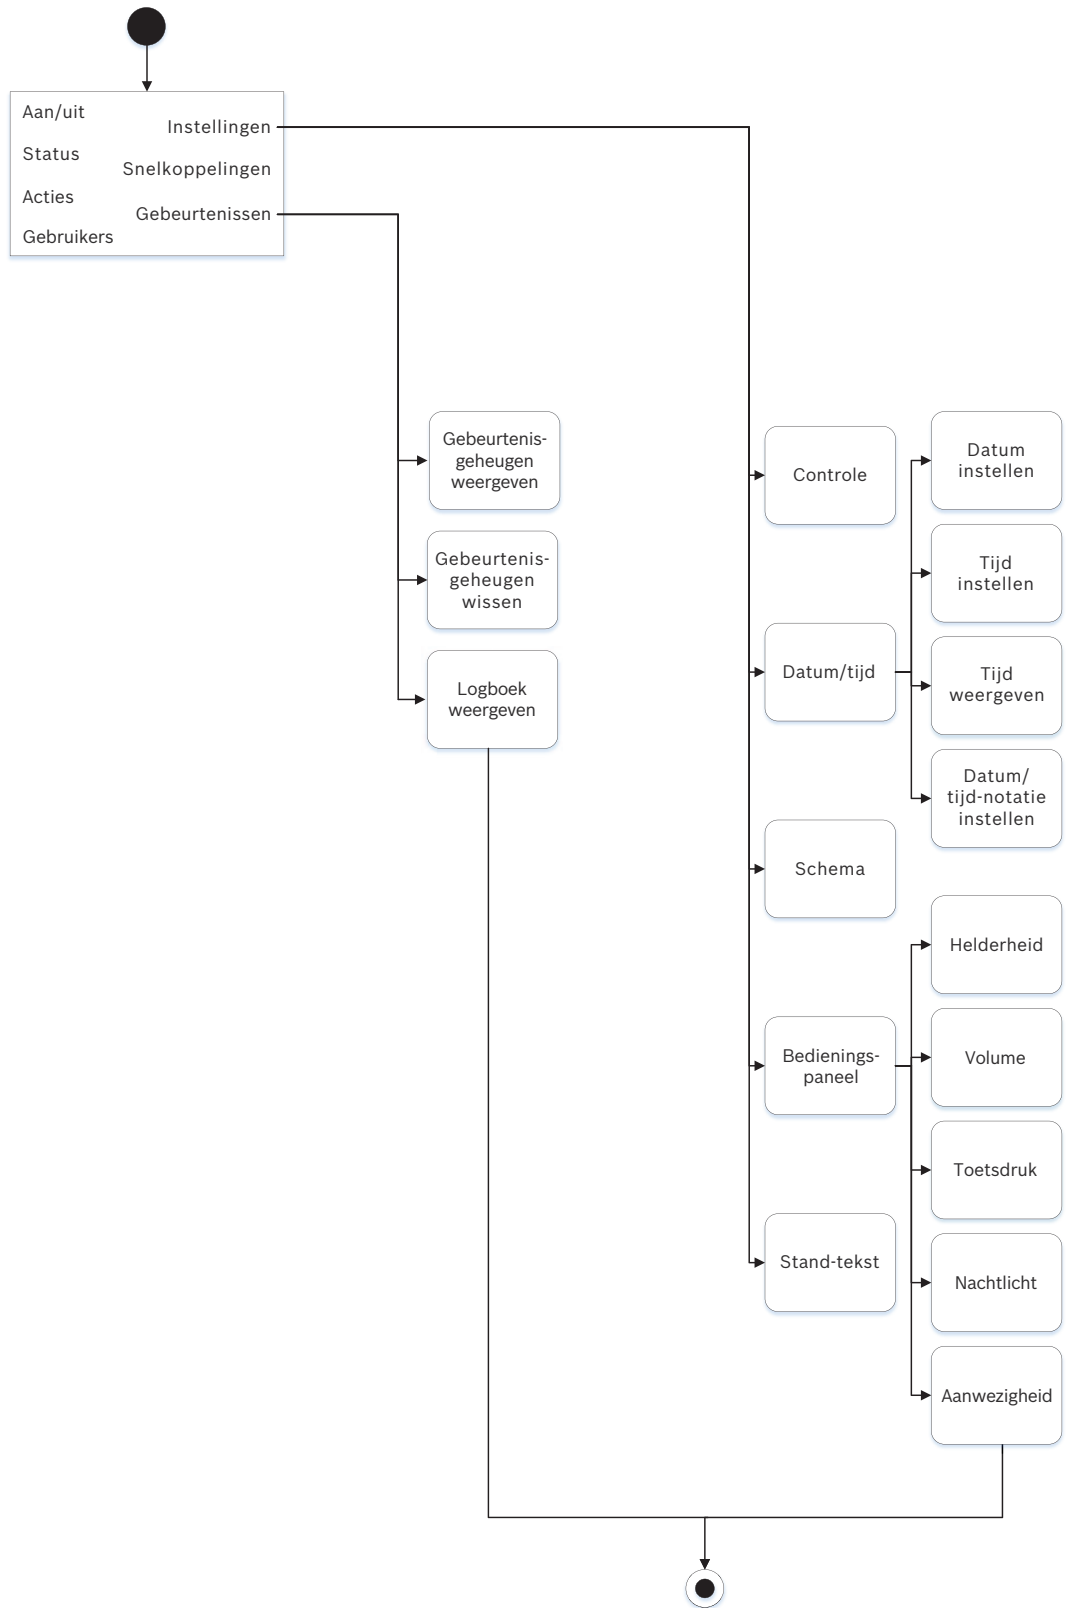 Aan/uit
Status
Acties
Gebruikers
Instellingen
Snelkoppelingen
Gebeurtenissen
Gebeurtenis-
geheugen
weergeven
Gebeurtenis-
geheugen
wissen
Logboek
weergeven
Controle
Datum/tijd
Datum
instellen
Tijd
instellen
Tijd
weergeven
Datum/
tijd-notatie
instellen
Schema
Bedienings-
paneel
Helderheid
Volume
Toetsdruk
Nachtlicht
Aanwezigheid
Stand-tekst